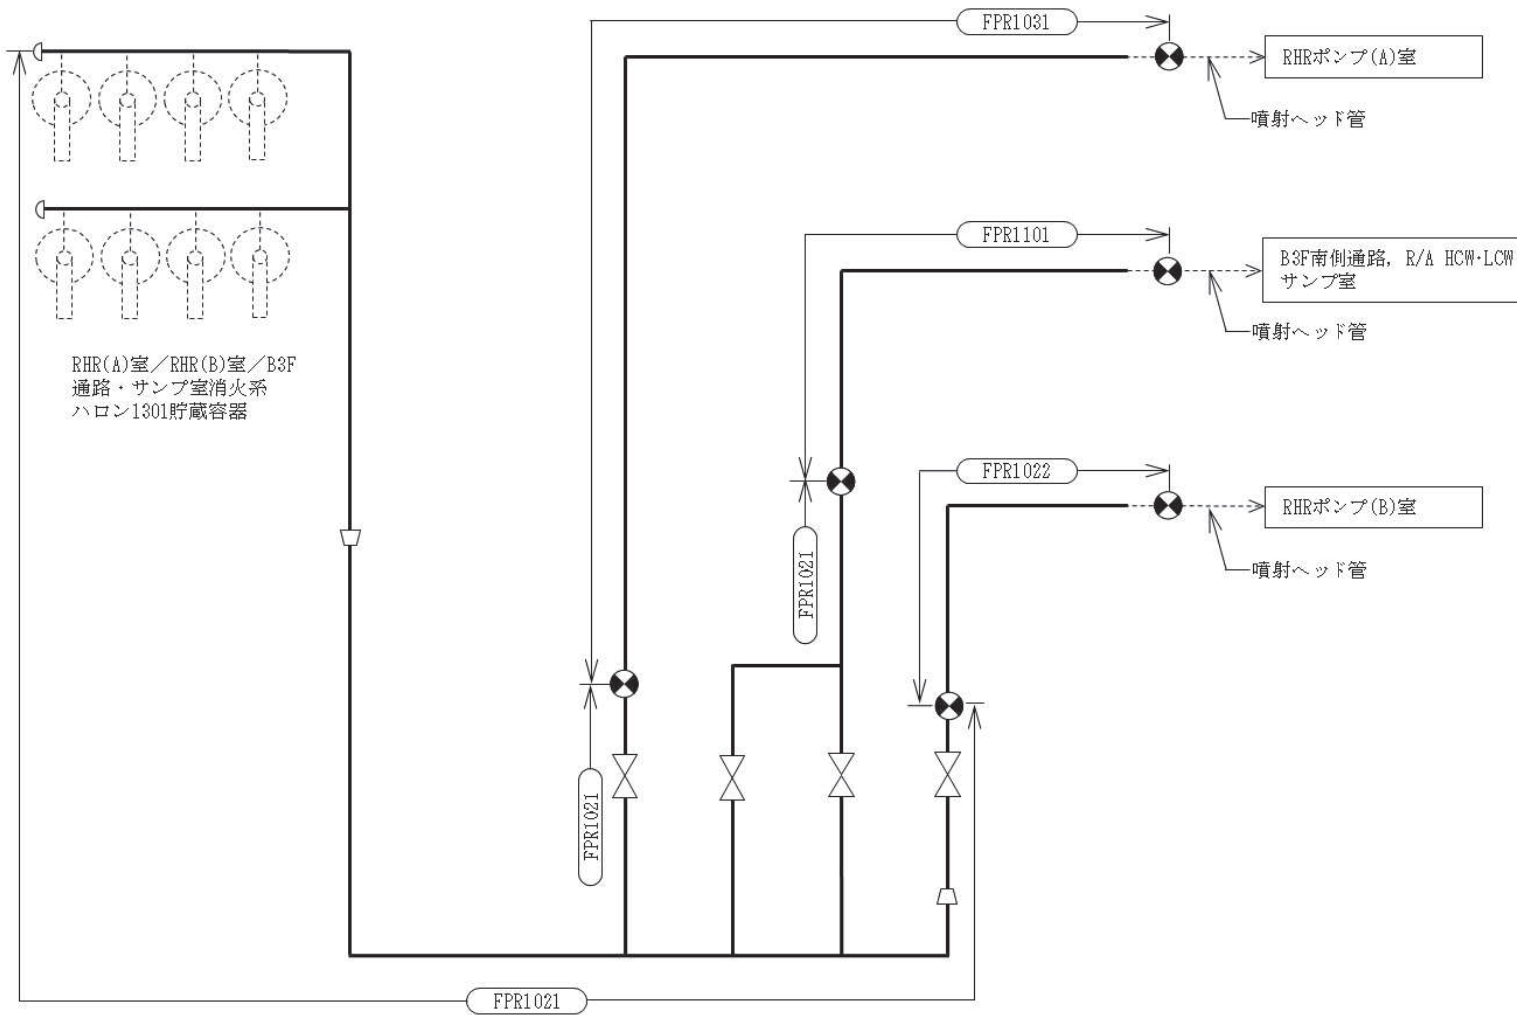 FPR1031
RHRポンプ(A)室
噴射ヘッド管
FPR1101
B3F南側通路, R/A HCW・LCW
サンプ室
噴射ヘッド管
RHR(A)室／RHR(B)室／B3F
通路・サンプ室消火系
ハロン1301貯蔵容器
FPR1022
RHRポンプ(B)室
噴射ヘッド管
FPR1021
FPR1021
FPR1021